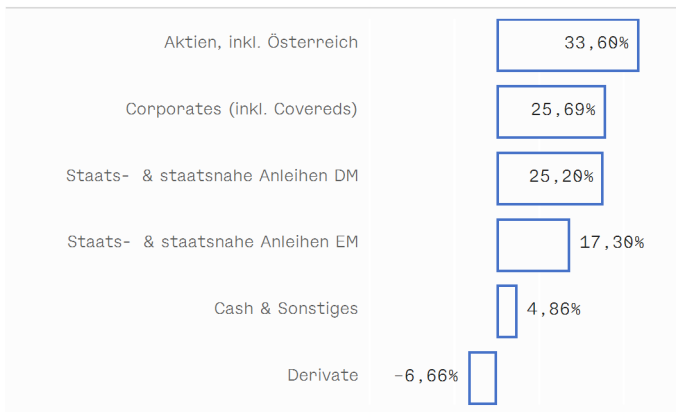 Aktien, inkl. Österreich 33,60%
Corporates (inkl. Covereds) 25,69%
Staats- & staatsnahe Anleihen DM 25,20%
Staats- & staatsnahe Anleihen EM 17,30%
Cash & Sonstiges 4,86%
Derivate -6,66%